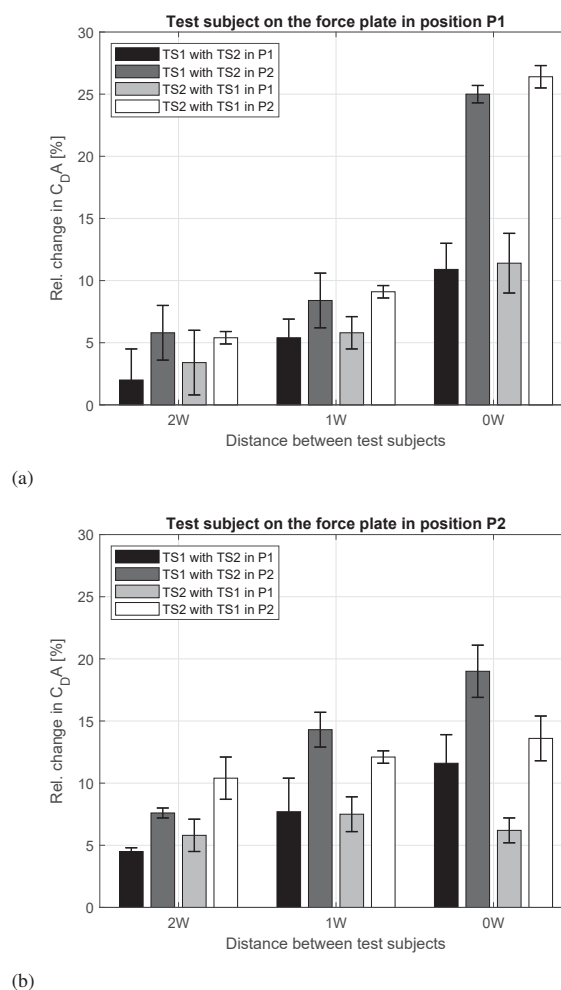 Test subject on the force plate in position P1
30
25
20
15
10
5
0
Rel. change in C_DA [%]
TS1 with TS2 in P1
TS1 with TS2 in P2
TS2 with TS1 in P1
TS2 with TS1 in P2
2W
1W
0W
Distance between test subjects
(a)
Test subject on the force plate in position P2
30
25
20
15
10
5
0
Rel. change in C_DA [%]
TS1 with TS2 in P1
TS1 with TS2 in P2
TS2 with TS1 in P1
TS2 with TS1 in P2
2W
1W
0W
Distance between test subjects
(b)